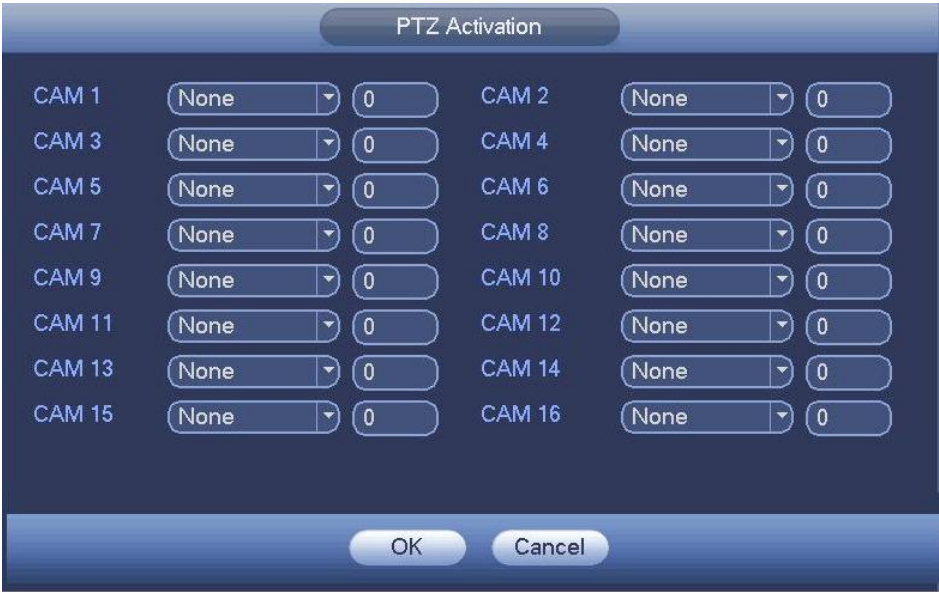 PTZ Activation
CAM 1 None 0 CAM 2 None 0
CAM 3 None 0 CAM 4 None 0
CAM 5 None 0 CAM 6 None 0
CAM 7 None 0 CAM 8 None 0
CAM 9 None 0 CAM 10 None 0
CAM 11 None 0 CAM 12 None 0
CAM 13 None 0 CAM 14 None 0
CAM 15 None 0 CAM 16 None 0
OK Cancel